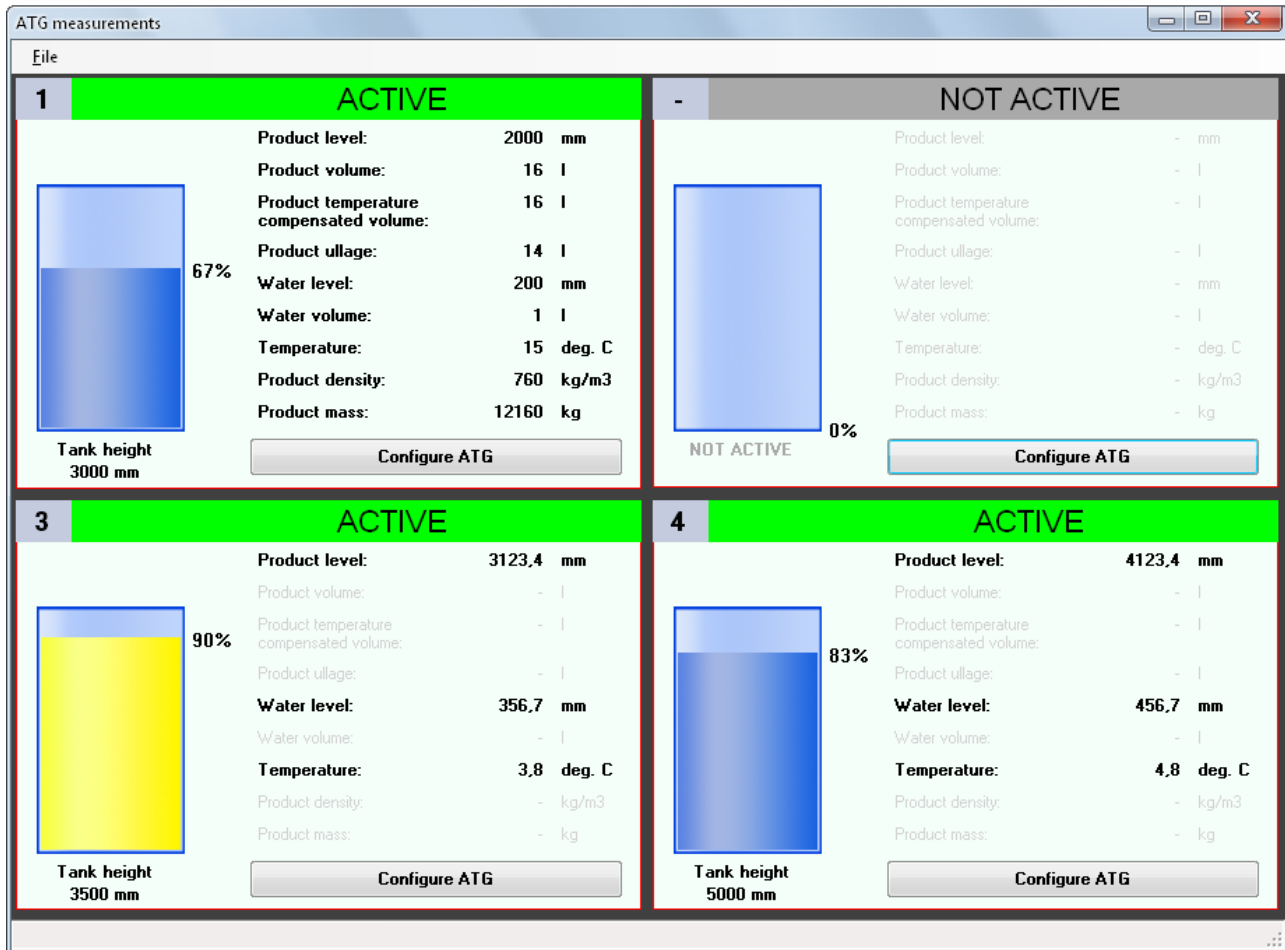 ATG measurements
File
1 ACTIVE
Product level: 2000 mm
Product volume: 16 l
Product temperature
compensated volume: 16 l
Product ullage: 14 l
67%
Water level: 200 mm
Water volume: 1 l
Temperature: 15 deg. C
Product density: 760 kg/m3
Product mass: 12160 kg
Tank height
3000 mm
Configure ATG
- NOT ACTIVE
Product level: - mm
Product volume: - l
Product temperature
compensated volume: - l
Product ullage: - l
Water level: - mm
Water volume: - l
Temperature: - deg. C
Product density: - kg/m3
Product mass: - kg
0%
NOT ACTIVE
Configure ATG
3 ACTIVE
Product level: 3123,4 mm
Product volume: - l
Product temperature
compensated volume: - l
90%
Product ullage: - l
Water level: 356,7 mm
Water volume: - l
Temperature: 3,8 deg. C
Product density: - kg/m3
Product mass: - kg
Tank height
3500 mm
Configure ATG
4 ACTIVE
Product level: 4123,4 mm
Product volume: - l
Product temperature
compensated volume: - l
83%
Product ullage: - l
Water level: 456,7 mm
Water volume: - l
Temperature: 4,8 deg. C
Product density: - kg/m3
Product mass: - kg
Tank height
5000 mm
Configure ATG